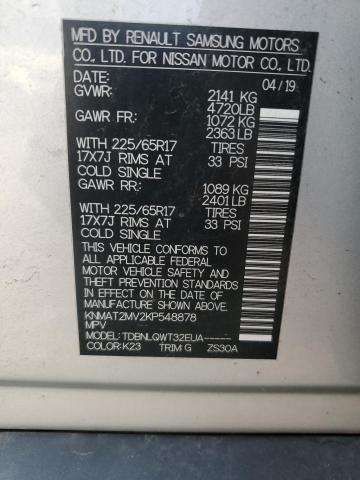 MFD BY RENAULT SAMSUNG MOTORS
CO., LTD. FOR NISSAN MOTOR CO., LTD.
DATE: 04/19
GVWR: 2141 KG
4720LB
GAWR FR: 1072 KG
2363LB
WITH 225/65R17 TIRES
17X7J RIMS AT 33 PSI
COLD SINGLE
GAWR RR: 1089 KG
2401LB
WITH 225/65R17 TIRES
17X7J RIMS AT 33 PSI
COLD SINGLE
THIS VEHICLE CONFORMS TO
ALL APPLICABLE FEDERAL
MOTOR VEHICLE SAFETY AND
THEFT PREVENTION STANDARDS
IN EFFECT ON THE DATE OF
MANUFACTURE SHOWN ABOVE.
KNMAT2MV2KP548878
MPV
MODEL:TDBNLQWT32EUA-----
COLOR:K23 TRIM:G ZS30A